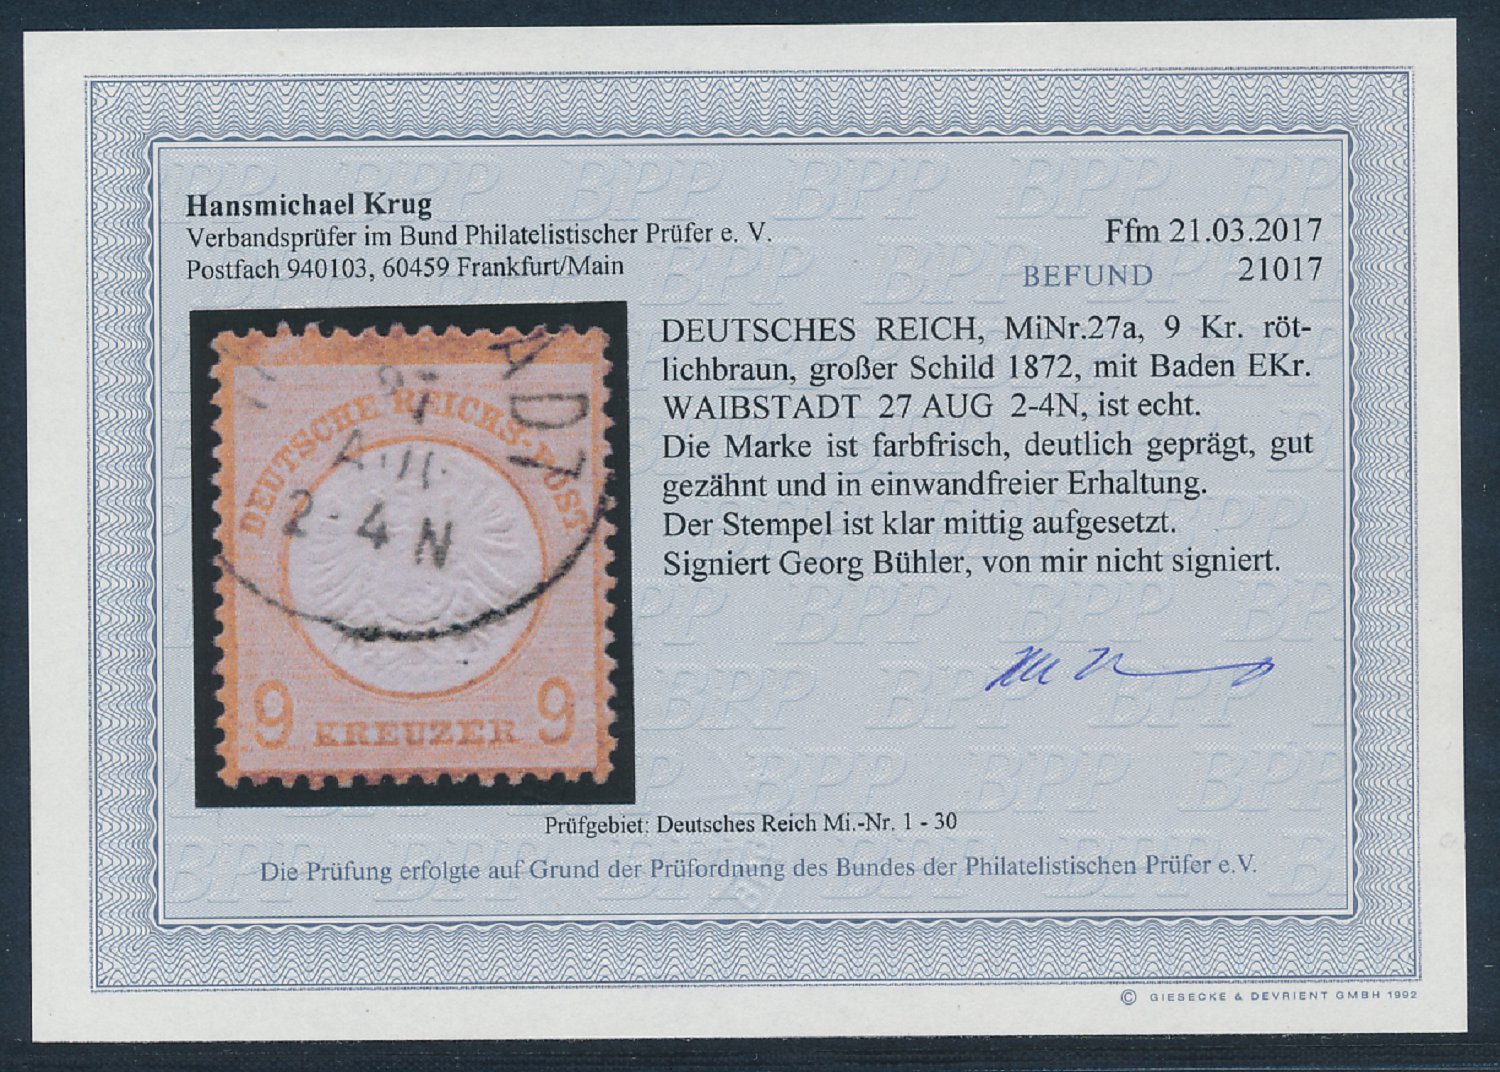 Hansmichael Krug
Verbandsprüfer im Bund Philatelistischer Prüfer e. V.
Postfach 940103, 60459 Frankfurt/Main
Ffm 21.03.2017
BEFUND 21017
DEUTSCHES REICH, MiNr.27a, 9 Kr. röt-
lichbraun, großer Schild 1872, mit Baden EKr.
WAIBSTADT 27 AUG 2-4N, ist echt.
Die Marke ist farbfrisch, deutlich geprägt, gut
gezähnt und in einwandfreier Erhaltung.
Der Stempel ist klar mittig aufgesetzt.
Signiert Georg Bühler, von mir nicht signiert.
DEUTSCHE REICHS-POST
ADT
2-4N
9 KREUZER 9
Prüfgebiet: Deutsches Reich Mi.-Nr. 1 - 30
Die Prüfung erfolgte auf Grund der Prüfordnung des Bundes der Philatelistischen Prüfer e.V.
© GIESECKE & DEVRIENT GMBH 1992